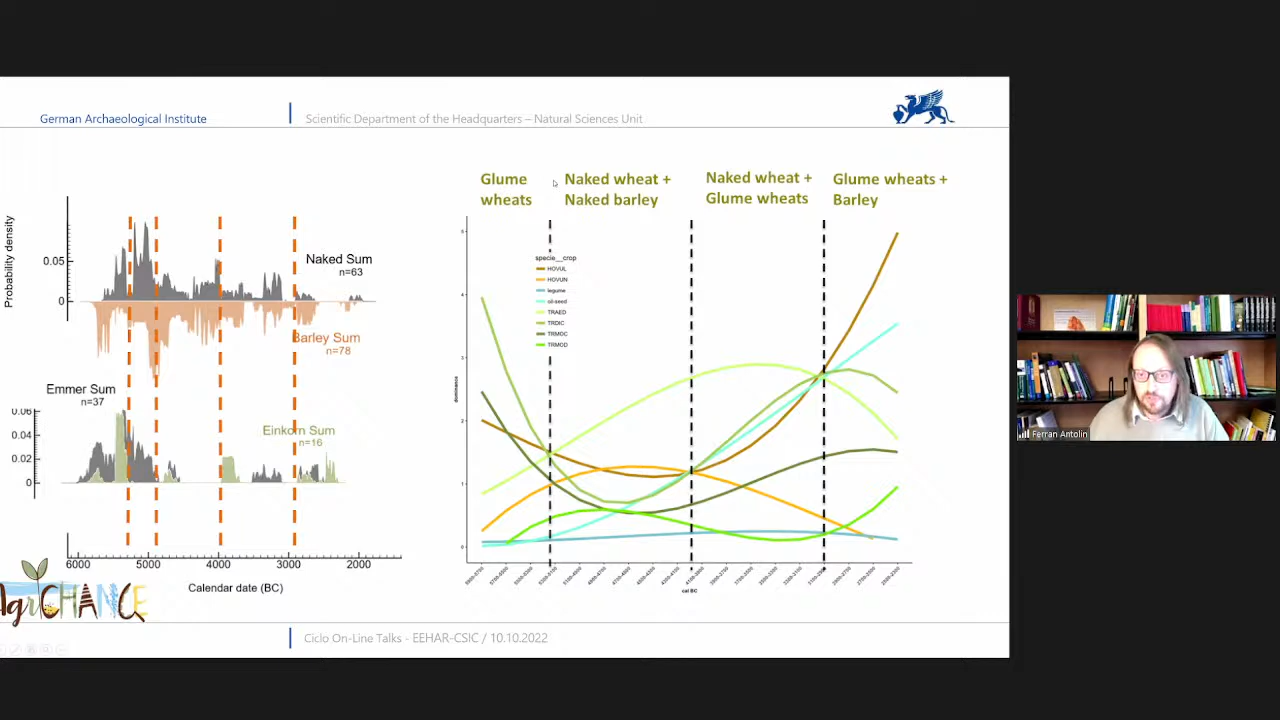 German Archaeological Institute
Scientific Department of the Headquarters – Natural Sciences Unit
Glume wheats
Naked wheat + Naked barley
Naked wheat + Glume wheats
Glume wheats + Barley
Probability density
0.05
0
Naked Sum
n=63
Barley Sum
n=78
Emmer Sum
n=37
0.06
0.04
0.02
0
Einkorn Sum
n=16
6000 5000 4000 3000 2000
Calendar date (BC)
specie__crop
HOVUL
HOVUN
legume
oil-seed
TRAED
TRDIC
TRMOC
TRMOD
dominance
cal BC
AgriCHANGE
Ciclo On-Line Talks - EEHAR-CSIC / 10.10.2022
Ferran Antolín